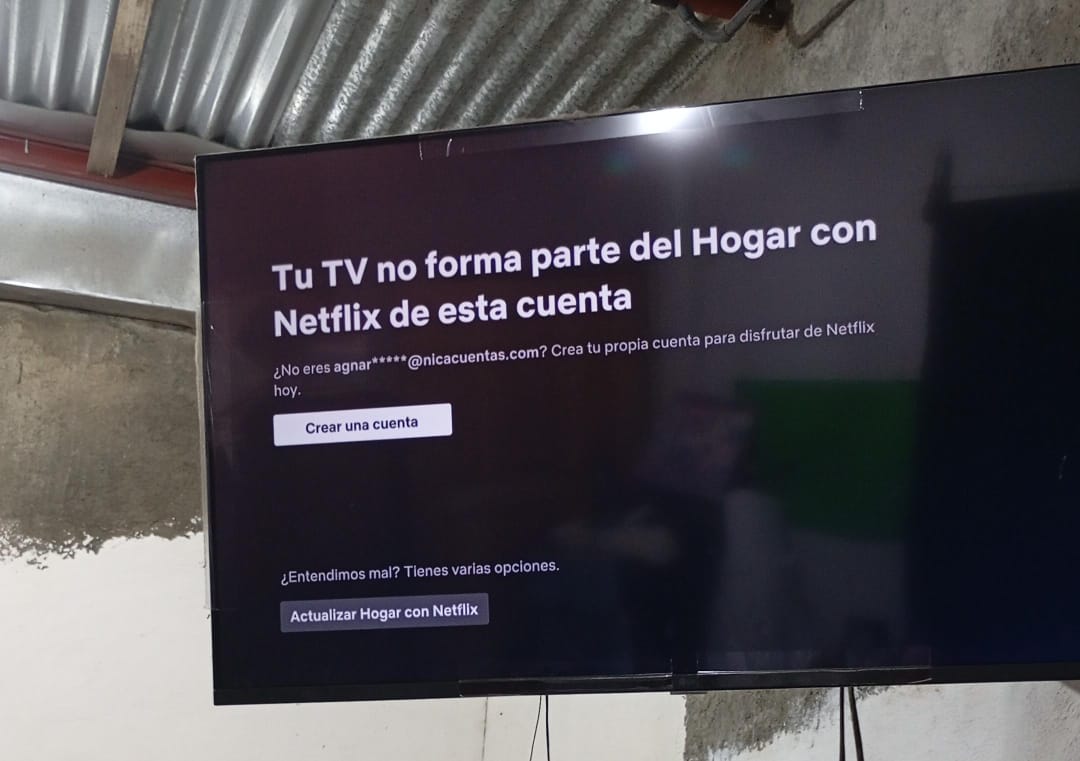 Tu TV no forma parte del Hogar con
Netflix de esta cuenta
¿No eres agnar*****@nicacuentas.com? Crea tu propia cuenta para disfrutar de Netflix
hoy.
Crear una cuenta
¿Entendimos mal? Tienes varias opciones.
Actualizar Hogar con Netflix